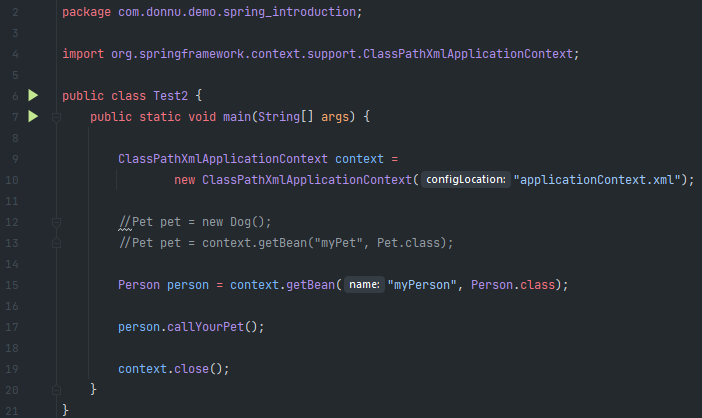 2 package com.donnu.demo.spring_introduction;
3
4 import org.springframework.context.support.ClassPathXmlApplicationContext;
5
6 public class Test2 {
7 public static void main(String[] args) {
8
9 ClassPathXmlApplicationContext context =
10 new ClassPathXmlApplicationContext( configLocation: "applicationContext.xml");
11
12 //Pet pet = new Dog();
13 //Pet pet = context.getBean("myPet", Pet.class);
14
15 Person person = context.getBean( name: "myPerson", Person.class);
16
17 person.callYourPet();
18
19 context.close();
20 }
21 }